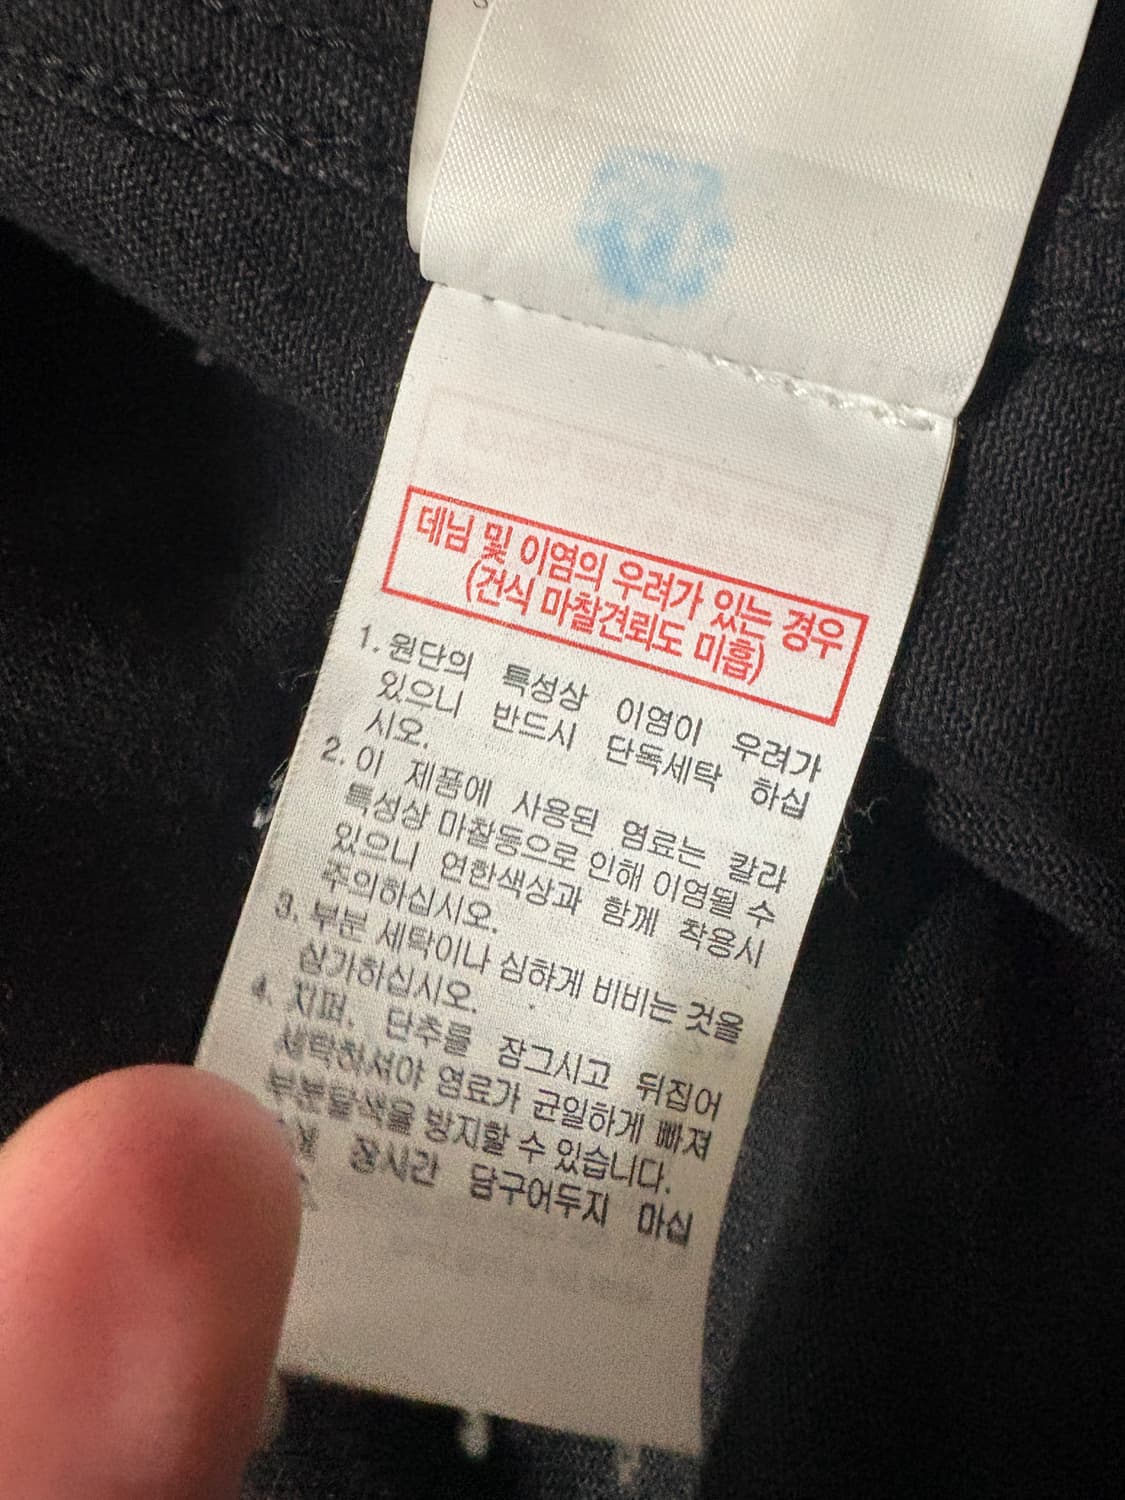 데님 및 이염의 우려가 있는 경우
(건식 마찰견뢰도 미흡)
1. 원단의 특성상 이염이 우려가
있으니 반드시 단독세탁 하십
시오.
2. 이 제품에 사용된 염료는 칼라
특성상 마찰등으로 인해 이염될 수
있으니 연한색상과 함께 착용시
주의하십시오.
3. 부분 세탁이나 심하게 비비는 것을
삼가하십시오.
4. 지퍼, 단추를 잠그시고 뒤집어
세탁하셔야 염료가 균일하게 빠져
부분탈색을 방지할 수 있습니다.
장시간 담구어두지 마십